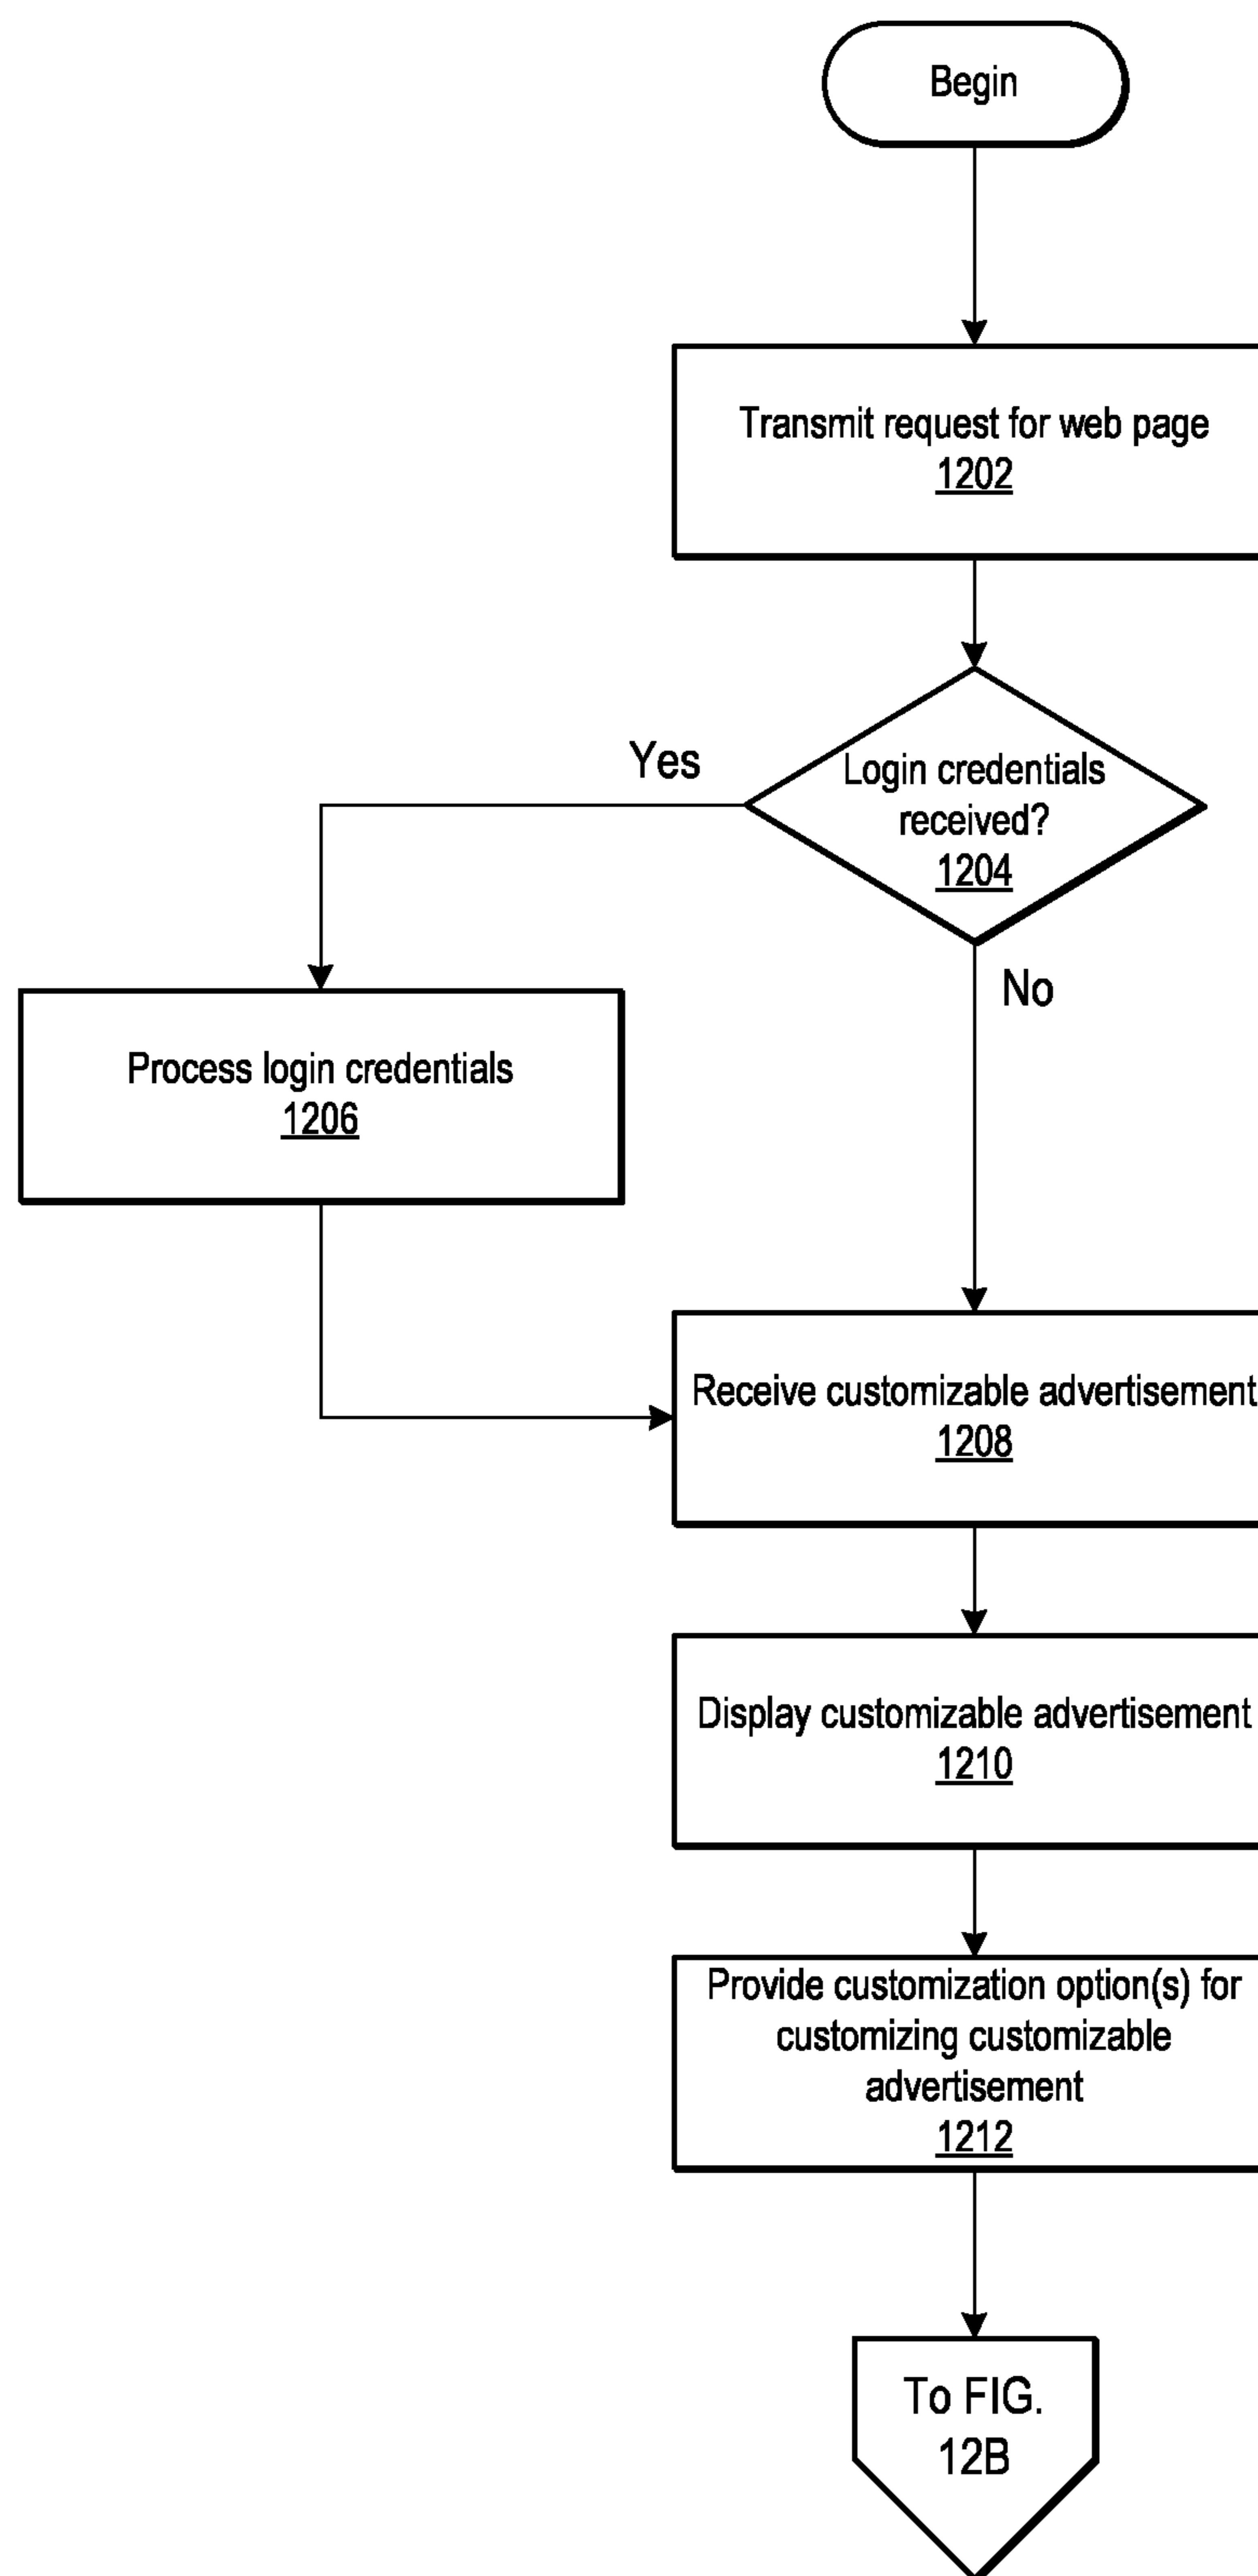 Begin
Transmit request for web page
1202
Yes
Login credentials
received?
1204
No
Process login credentials
1206
Receive customizable advertisement
1208
Display customizable advertisement
1210
Provide customization option(s) for
customizing customizable
advertisement
1212
To FIG.
12B